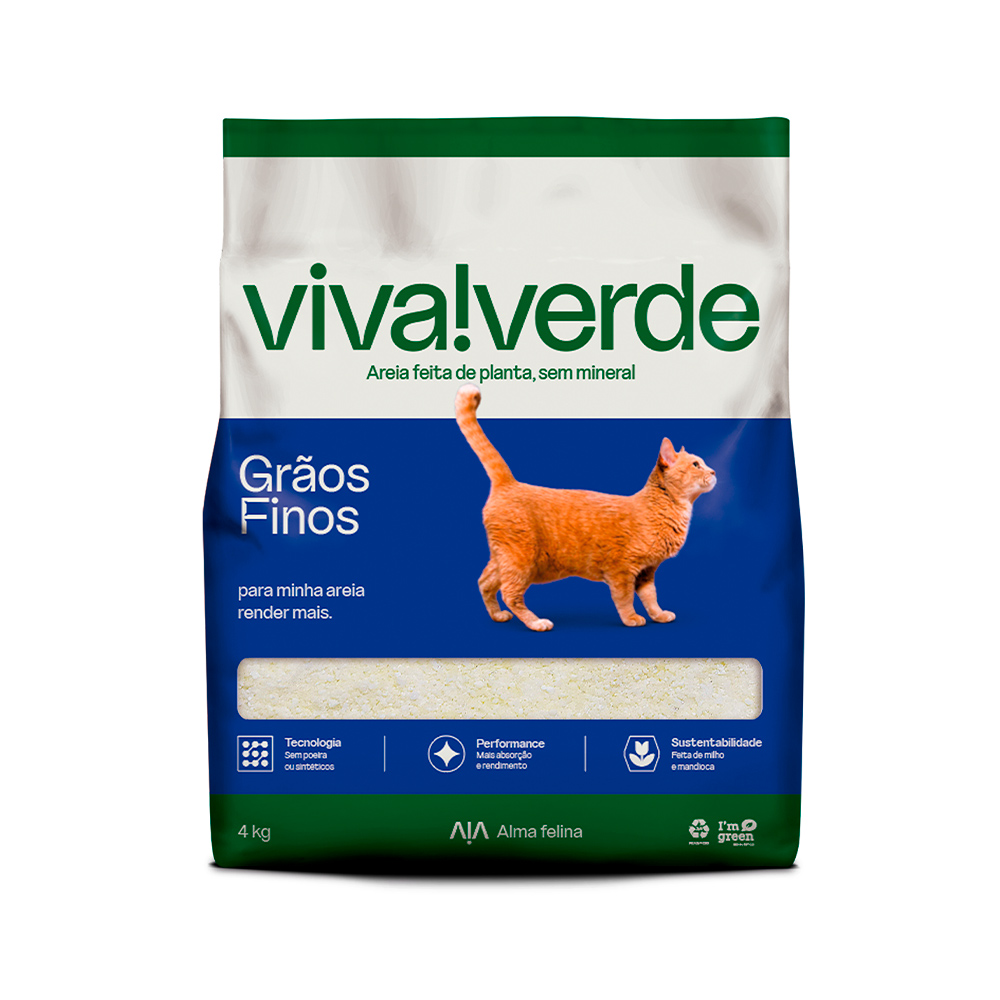 viva!verde
Areia feita de planta, sem mineral
Grãos
Finos
para minha areia
render mais.
Tecnologia
Sem poeira
ou sintéticos
Performance
Mais absorção
e rendimento
Sustentabilidade
Feita de milho
e mandioca
4 kg
Alma felina
I'm
green